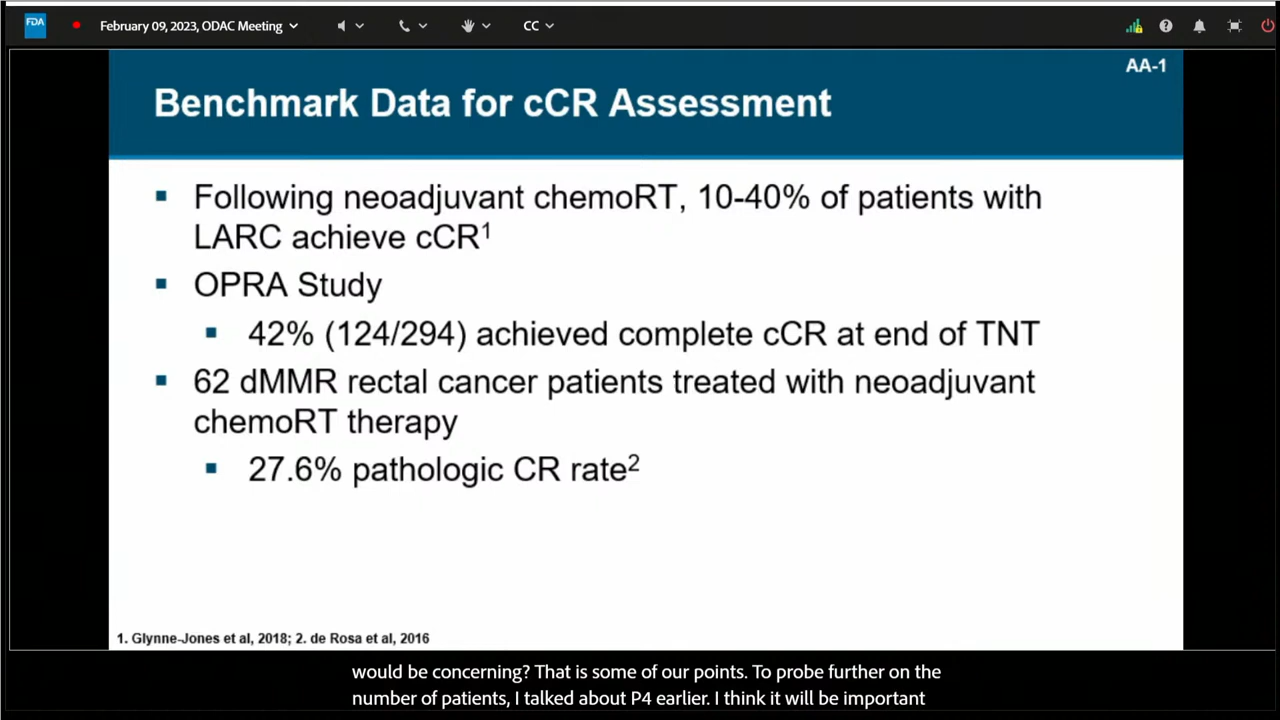 FDA
February 09, 2023, ODAC Meeting
CC
AA-1
Benchmark Data for cCR Assessment
Following neoadjuvant chemoRT, 10-40% of patients with
LARC achieve cCR1
OPRA Study
42% (124/294) achieved complete cCR at end of TNT
62 dMMR rectal cancer patients treated with neoadjuvant
chemoRT therapy
27.6% pathologic CR rate2
1. Glynne-Jones et al, 2018; 2. de Rosa et al, 2016
would be concerning? That is some of our points. To probe further on the
number of patients, I talked about P4 earlier. I think it will be important